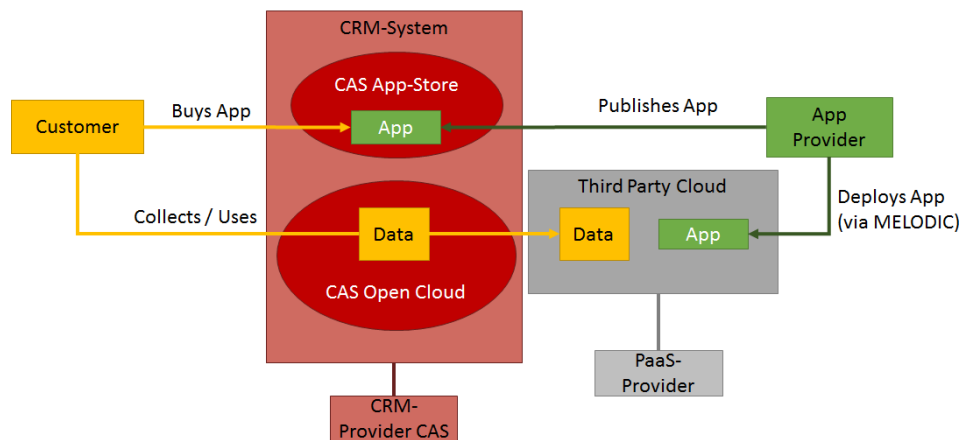 CRM-System
CAS App-Store
App
Buys App
Publishes App
Customer
App
Provider
Third Party Cloud
Deploys App
(via MELODIC)
Collects / Uses
Data
Data
App
CAS Open Cloud
PaaS-
Provider
CRM-
Provider CAS